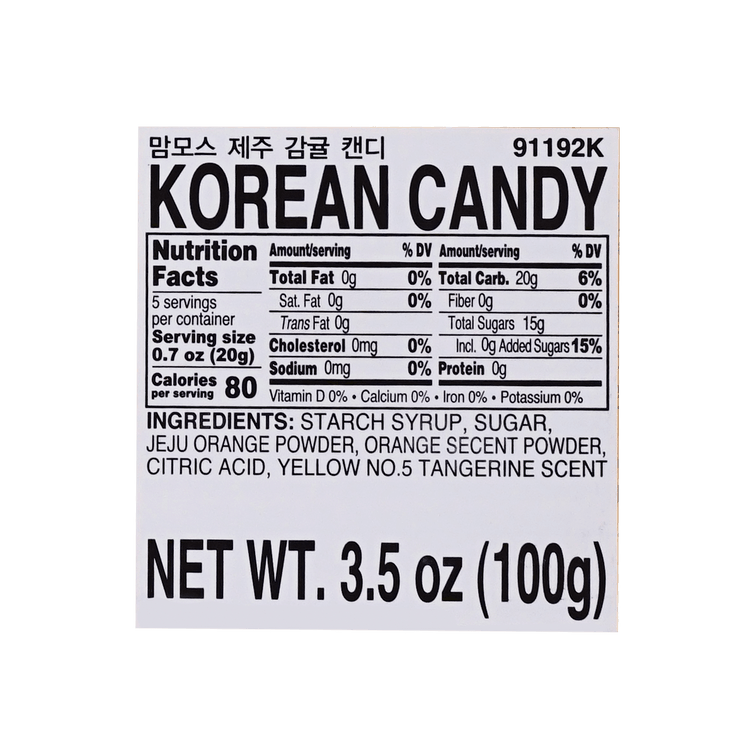 맘모스 제주 감귤 캔디 91192K
KOREAN CANDY
Nutrition
Facts
5 servings
per container
Serving size
0.7 oz (20g)
Calories
per serving 80
Amount/serving % DV
Total Fat 0g 0%
Sat. Fat 0g 0%
Trans Fat 0g
Cholesterol 0mg 0%
Sodium 0mg 0%
Amount/serving % DV
Total Carb. 20g 6%
Fiber 0g 0%
Total Sugars 15g
Incl. 0g Added Sugars 15%
Protein 0g
Vitamin D 0% • Calcium 0% • Iron 0% • Potassium 0%
INGREDIENTS: STARCH SYRUP, SUGAR,
JEJU ORANGE POWDER, ORANGE SECENT POWDER,
CITRIC ACID, YELLOW NO.5 TANGERINE SCENT
NET WT. 3.5 oz (100g)